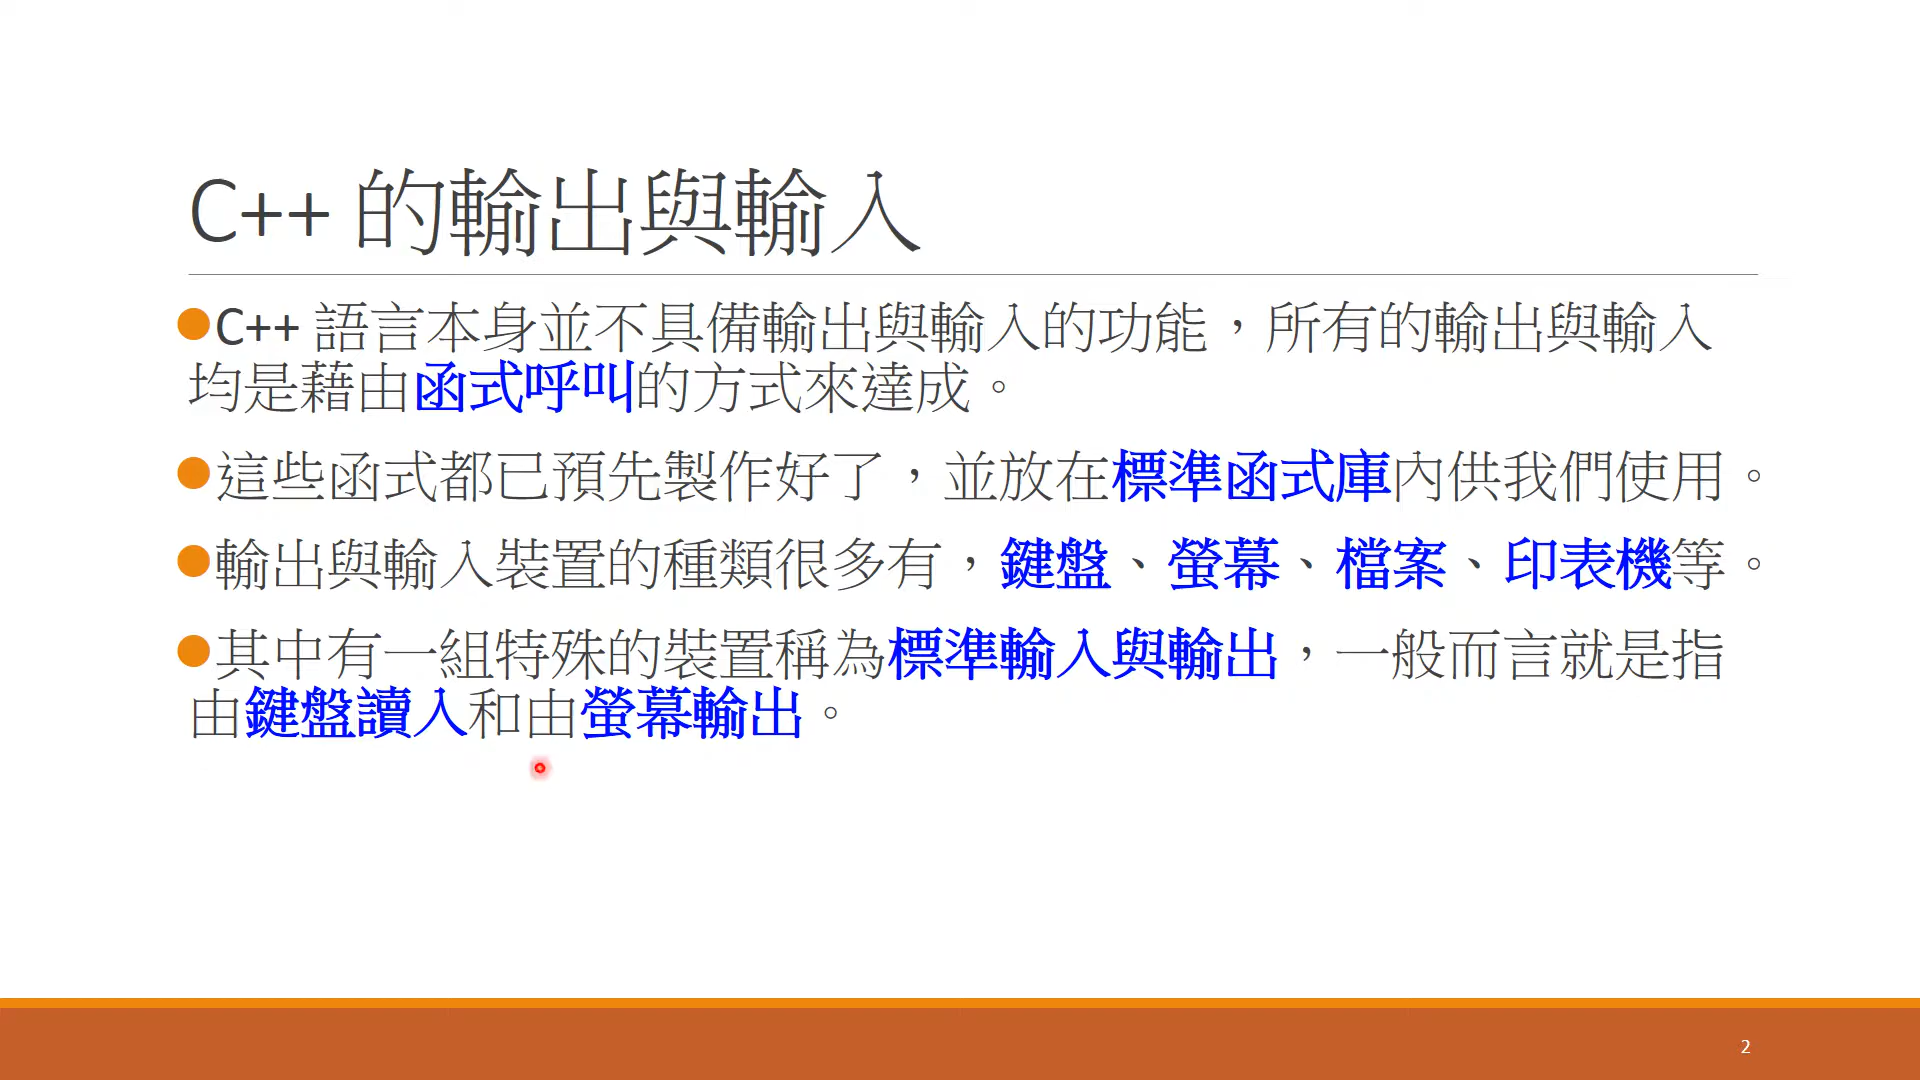 C++ 的輸出與輸入
●C++ 語言本身並不具備輸出與輸入的功能，所有的輸出與輸入
均是藉由函式呼叫的方式來達成。
●這些函式都已預先製作好了，並放在標準函式庫內供我們使用。
●輸出與輸入裝置的種類很多有，鍵盤、螢幕、檔案、印表機等。
●其中有一組特殊的裝置稱為標準輸入與輸出，一般而言就是指
由鍵盤讀入和由螢幕輸出。
2